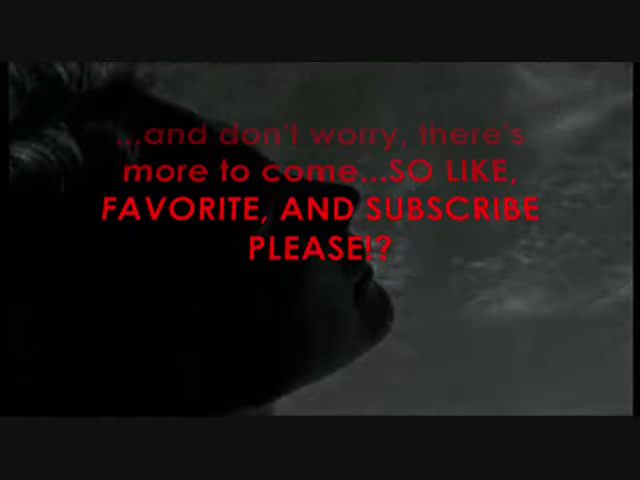 ...and don't worry, there's
more to come...SO LIKE,
FAVORITE, AND SUBSCRIBE
PLEASE!?